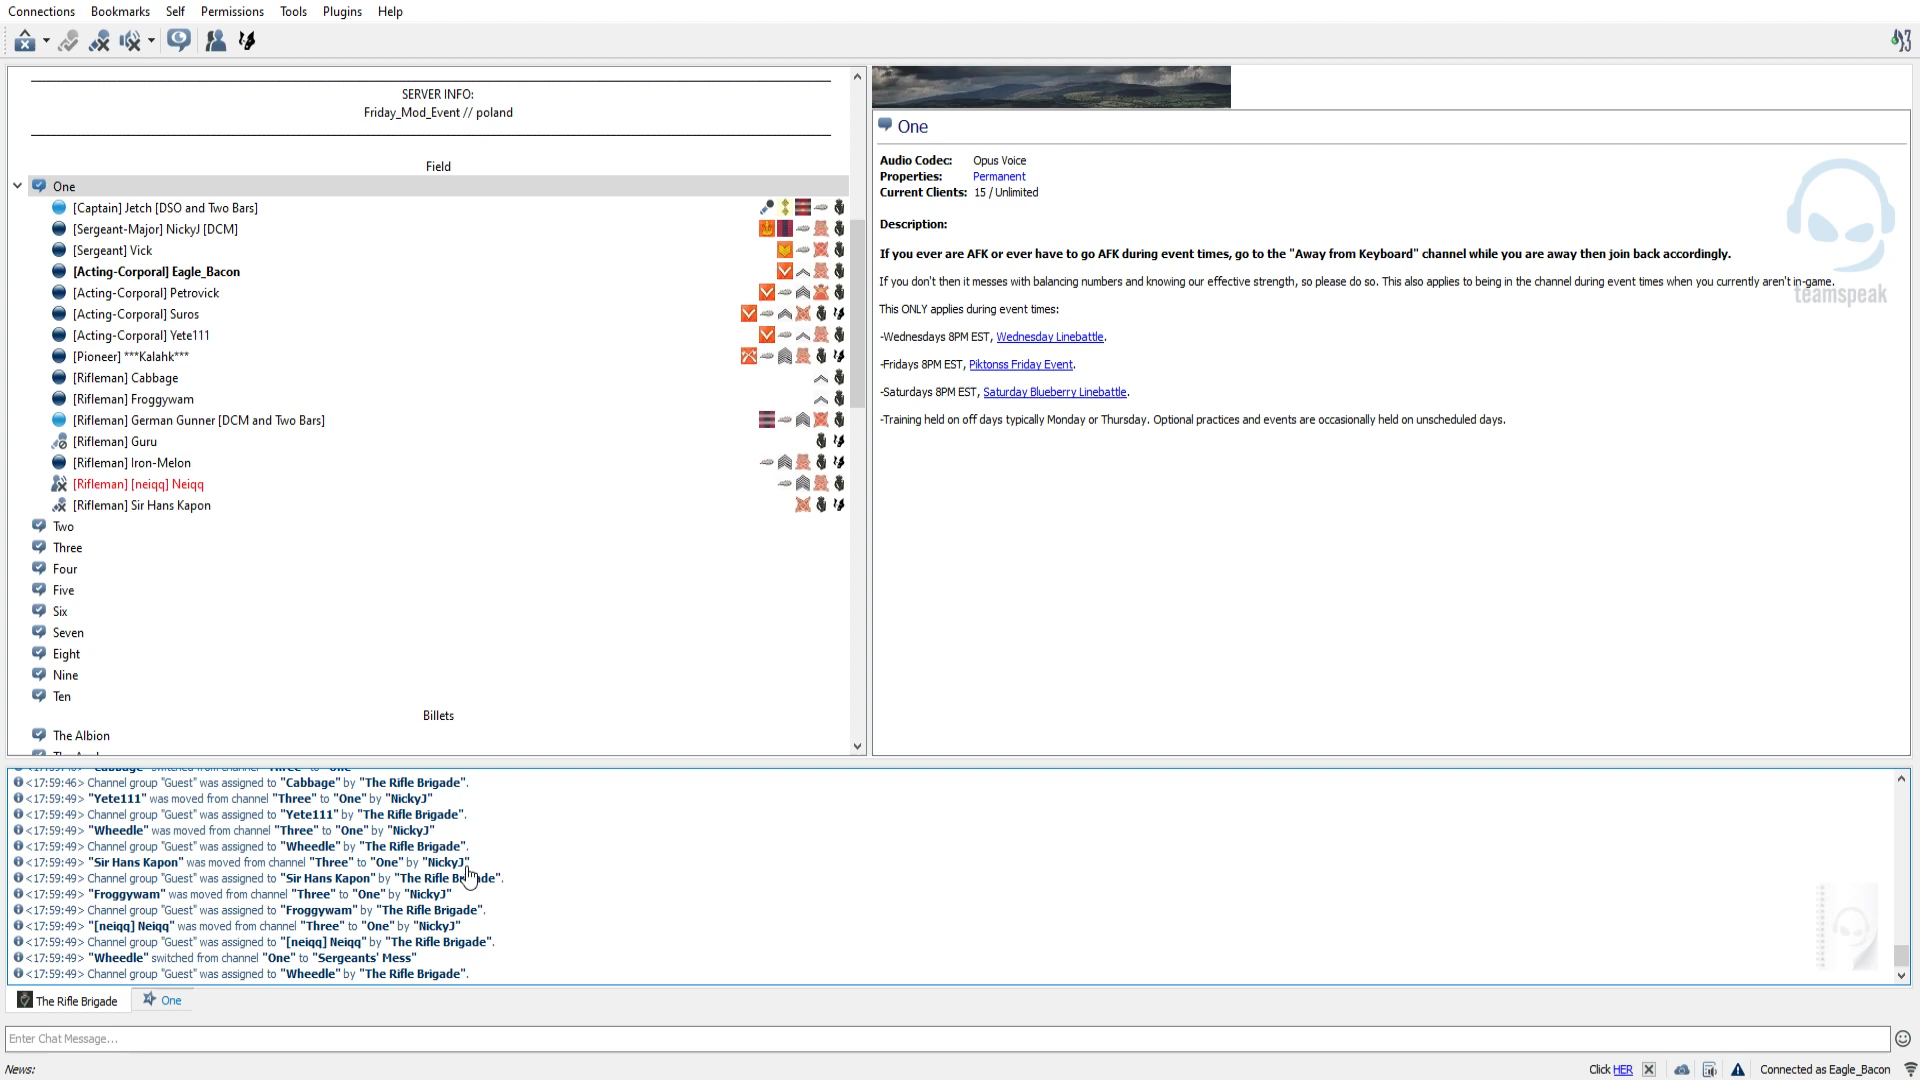 Connections Bookmarks Self Permissions Tools Plugins Help
SERVER INFO:
Friday_Mod_Event // poland
Field
One
[Captain] Jetch [DSO and Two Bars]
[Sergeant-Major] NickyJ [DCM]
[Sergeant] Vick
[Acting-Corporal] Eagle_Bacon
[Acting-Corporal] Petrovick
[Acting-Corporal] Suros
[Acting-Corporal] Yete111
[Pioneer] ***Kalahk***
[Rifleman] Cabbage
[Rifleman] Froggywam
[Rifleman] German Gunner [DCM and Two Bars]
[Rifleman] Guru
[Rifleman] Iron-Melon
[Rifleman] [neiqq] Neiqq
[Rifleman] Sir Hans Kapon
Two
Three
Four
Five
Six
Seven
Eight
Nine
Ten
Billets
The Albion
One
Audio Codec: Opus Voice
Properties: Permanent
Current Clients: 15 / Unlimited
Description:
If you ever are AFK or ever have to go AFK during event times, go to the "Away from Keyboard" channel while you are away then join back accordingly.
If you don't then it messes with balancing numbers and knowing our effective strength, so please do so. This also applies to being in the channel during event times when you currently aren't in-game.
teamspeak
This ONLY applies during event times:
-Wednesdays 8PM EST, Wednesday Linebattle.
-Fridays 8PM EST, Piktonss Friday Event.
-Saturdays 8PM EST, Saturday Blueberry Linebattle.
-Training held on off days typically Monday or Thursday. Optional practices and events are occasionally held on unscheduled days.
<17:59:46> Channel group "Guest" was assigned to "Cabbage" by "The Rifle Brigade".
<17:59:49> "Yete111" was moved from channel "Three" to "One" by "NickyJ"
<17:59:49> Channel group "Guest" was assigned to "Yete111" by "The Rifle Brigade".
<17:59:49> "Wheedle" was moved from channel "Three" to "One" by "NickyJ"
<17:59:49> Channel group "Guest" was assigned to "Wheedle" by "The Rifle Brigade".
<17:59:49> "Sir Hans Kapon" was moved from channel "Three" to "One" by "NickyJ"
<17:59:49> Channel group "Guest" was assigned to "Sir Hans Kapon" by "The Rifle Brigade".
<17:59:49> "Froggywam" was moved from channel "Three" to "One" by "NickyJ"
<17:59:49> Channel group "Guest" was assigned to "Froggywam" by "The Rifle Brigade".
<17:59:49> "[neiqq] Neiqq" was moved from channel "Three" to "One" by "NickyJ"
<17:59:49> Channel group "Guest" was assigned to "[neiqq] Neiqq" by "The Rifle Brigade".
<17:59:49> "Wheedle" switched from channel "One" to "Sergeants' Mess"
<17:59:49> Channel group "Guest" was assigned to "Wheedle" by "The Rifle Brigade".
The Rifle Brigade One
Enter Chat Message...
News: Click HER Connected as Eagle_Bacon